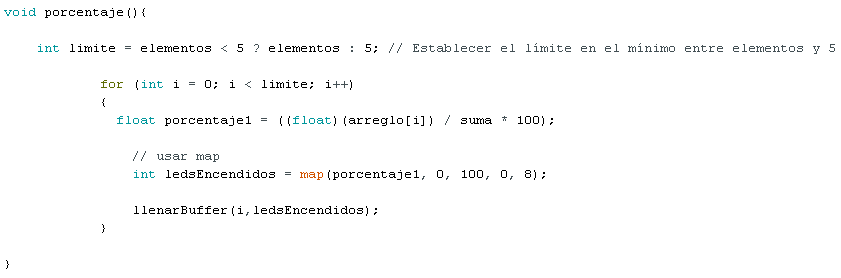 void porcentaje(){
int limite = elementos < 5 ? elementos : 5; // Establecer el límite en el mínimo entre elementos y 5
for (int i = 0; i < limite; i++)
{
float porcentaje1 = ((float)(arreglo[i]) / suma * 100);
// usar map
int ledsEncendidos = map(porcentaje1, 0, 100, 0, 8);
llenarBuffer(i,ledsEncendidos);
}
}